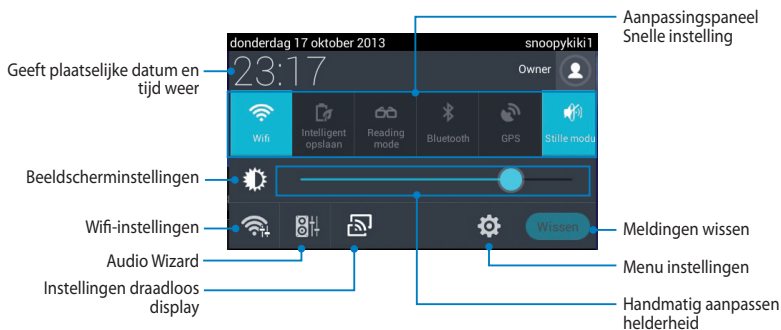 Aanpassingspaneel
Snelle instelling
donderdag 17 oktober 2013 snoopykiki1
23:17 Owner
Geeft plaatselijke datum en
tijd weer
Wifi
Intelligent
opslaan
Reading
mode
Bluetooth
GPS
Stille modu
Beeldscherminstellingen
Wifi-instellingen
Wissen
Meldingen wissen
Audio Wizard
Menu instellingen
Instellingen draadloos
display
Handmatig aanpassen
helderheid